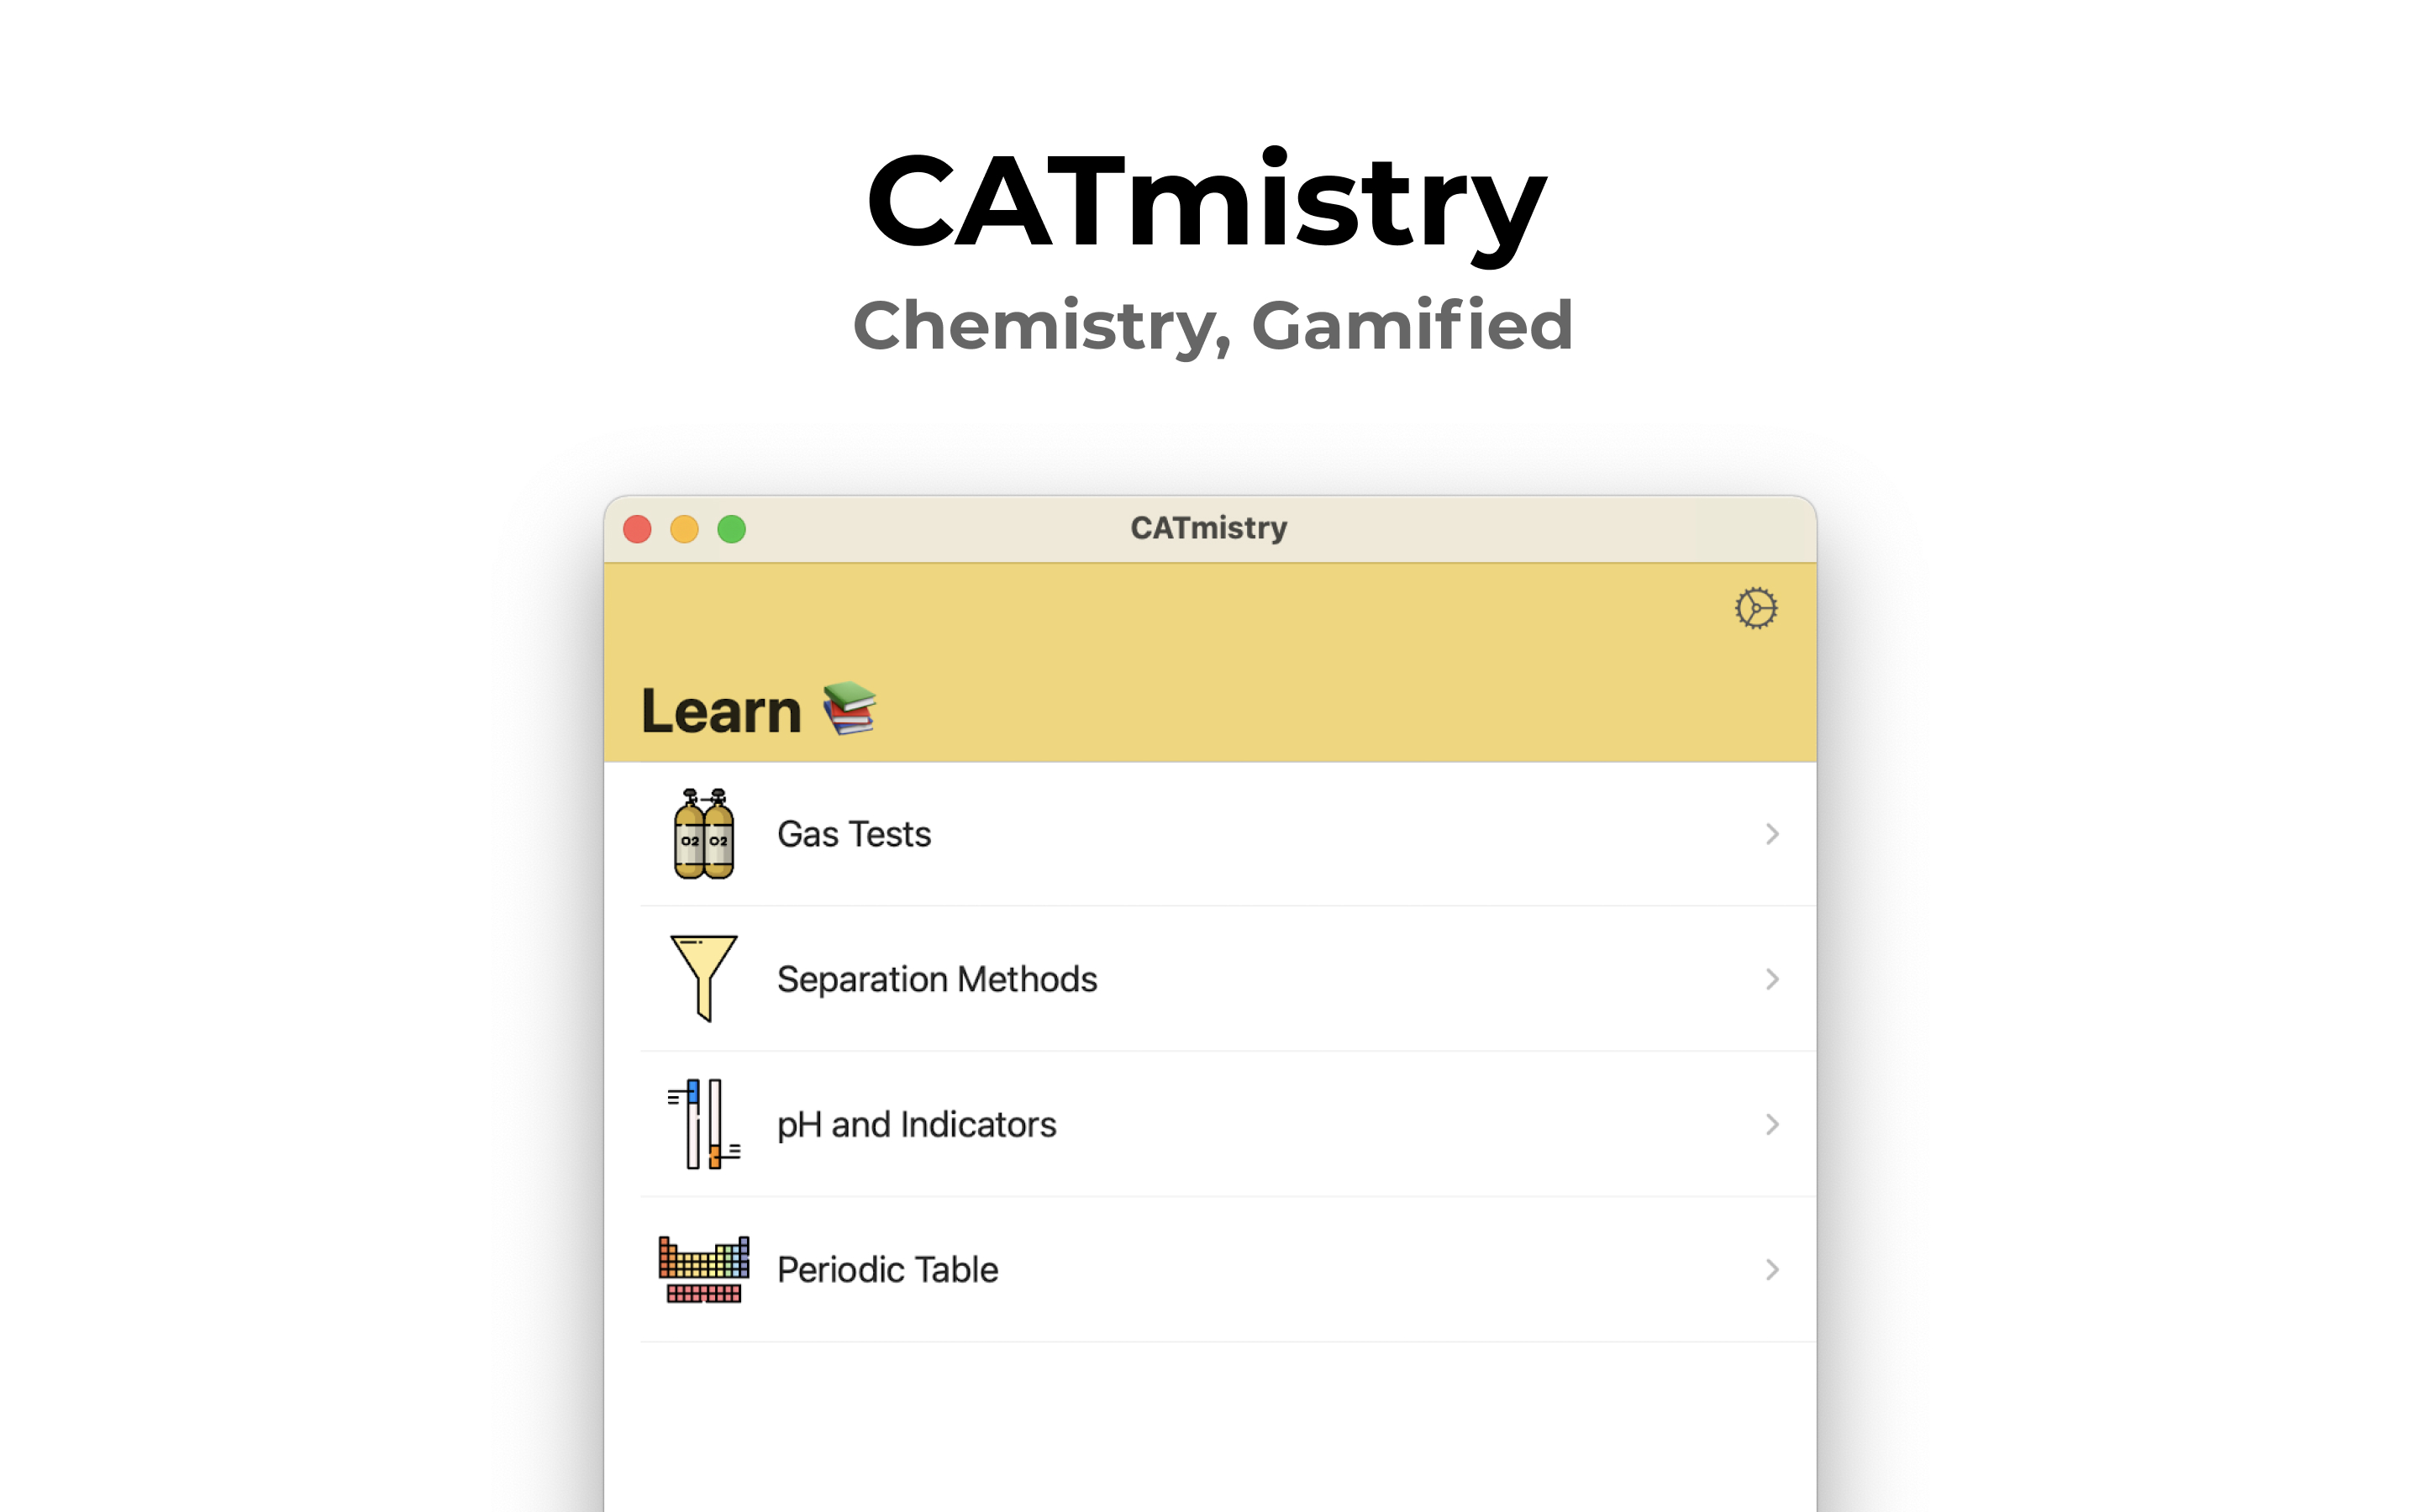 CATmistry
Chemistry, Gamified
CATmistry
Learn 📚
O2 O2
Gas Tests
Separation Methods
pH and Indicators
Periodic Table